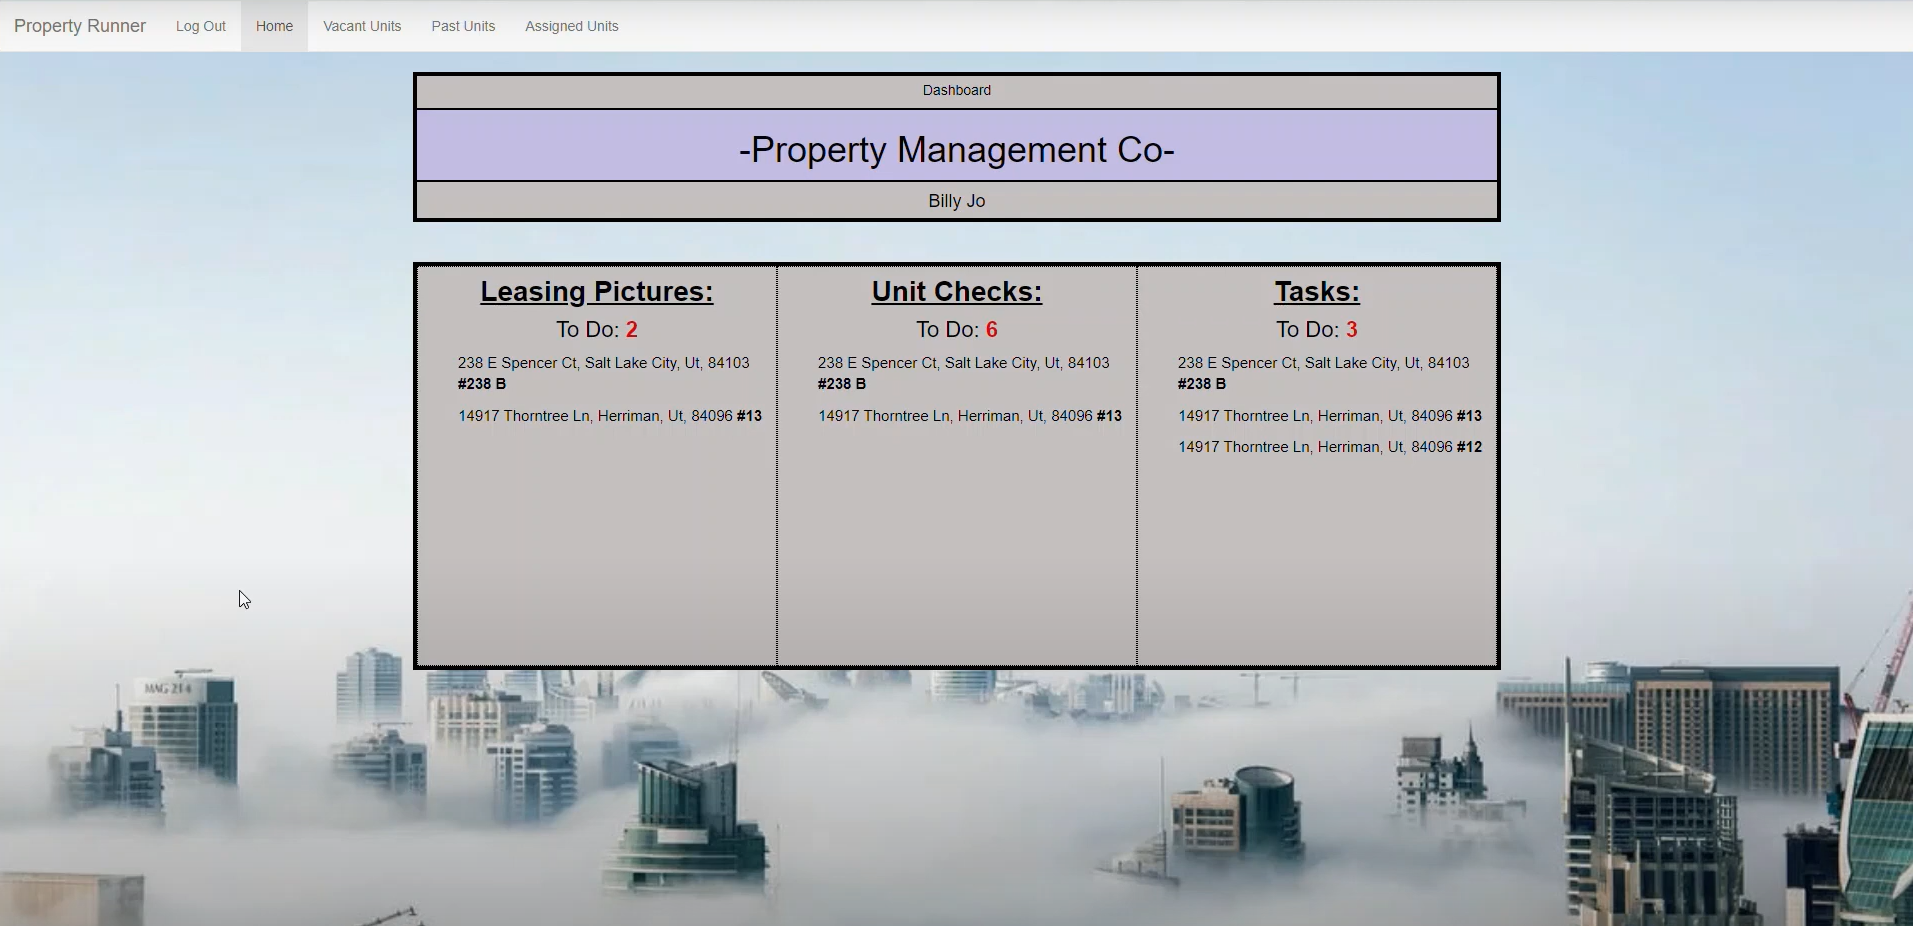 Property Runner Log Out Home Vacant Units Past Units Assigned Units
Dashboard
-Property Management Co-
Billy Jo
Leasing Pictures:
To Do: 2
238 E Spencer Ct, Salt Lake City, Ut, 84103
#238 B
14917 Thorntree Ln, Herriman, Ut, 84096 #13
Unit Checks:
To Do: 6
238 E Spencer Ct, Salt Lake City, Ut, 84103
#238 B
14917 Thorntree Ln, Herriman, Ut, 84096 #13
Tasks:
To Do: 3
238 E Spencer Ct, Salt Lake City, Ut, 84103
#238 B
14917 Thorntree Ln, Herriman, Ut, 84096 #13
14917 Thorntree Ln, Herriman, Ut, 84096 #12
MAG 214